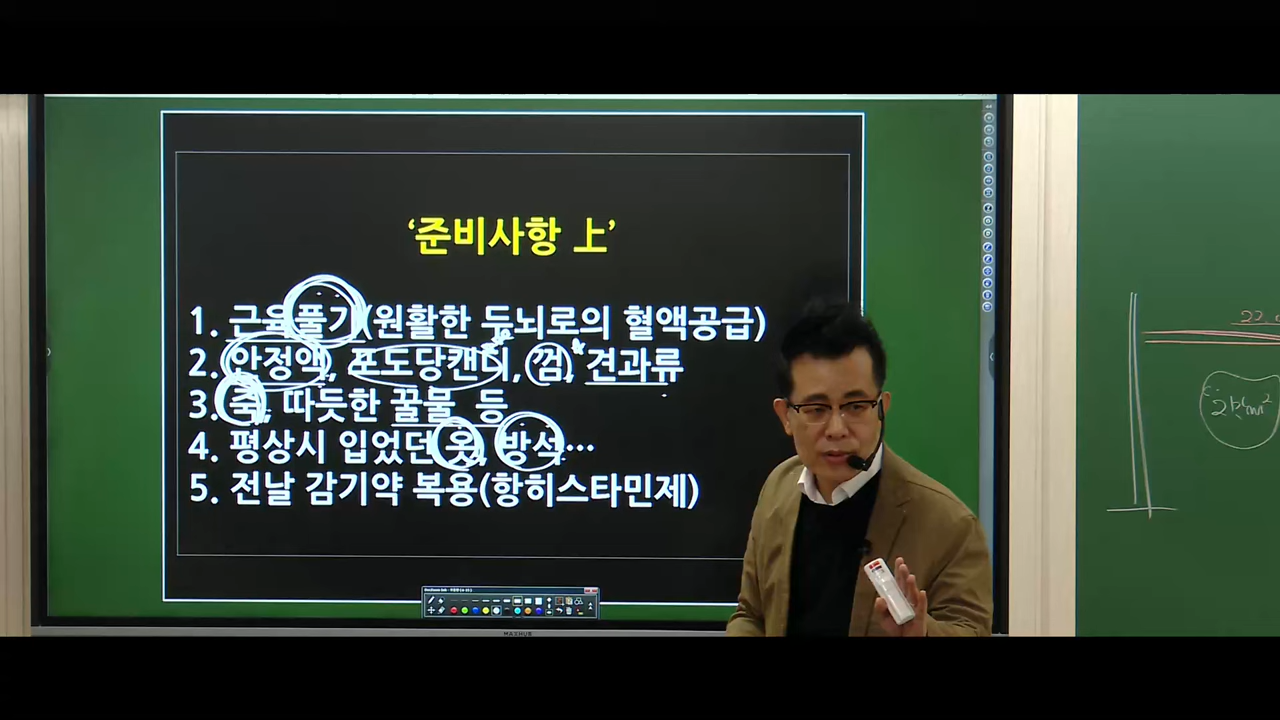 ‘준비사항 上’
1. 근육풀기(원활한 두뇌로의 혈액공급)
2. 안정액, 포도당캔디, 껌, 견과류
3. 죽, 따듯한 꿀물 등
4. 평상시 입었던 옷, 방석…
5. 전날 감기약 복용(항히스타민제)
MAXHUB
22